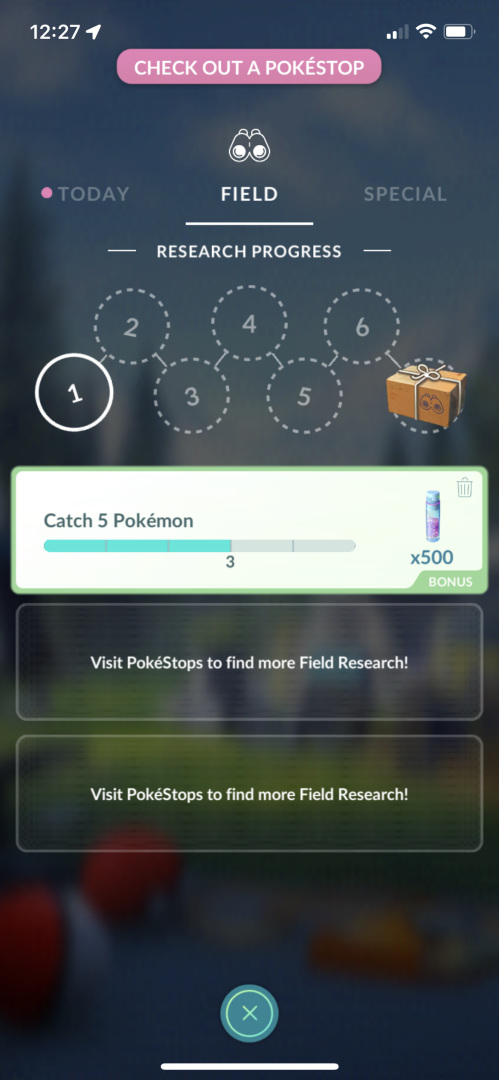 12:27
CHECK OUT A POKÉSTOP
TODAY
FIELD
SPECIAL
RESEARCH PROGRESS
2
4
6
1
3
5
Catch 5 Pokémon
3
x500
BONUS
Visit PokéStops to find more Field Research!
Visit PokéStops to find more Field Research!